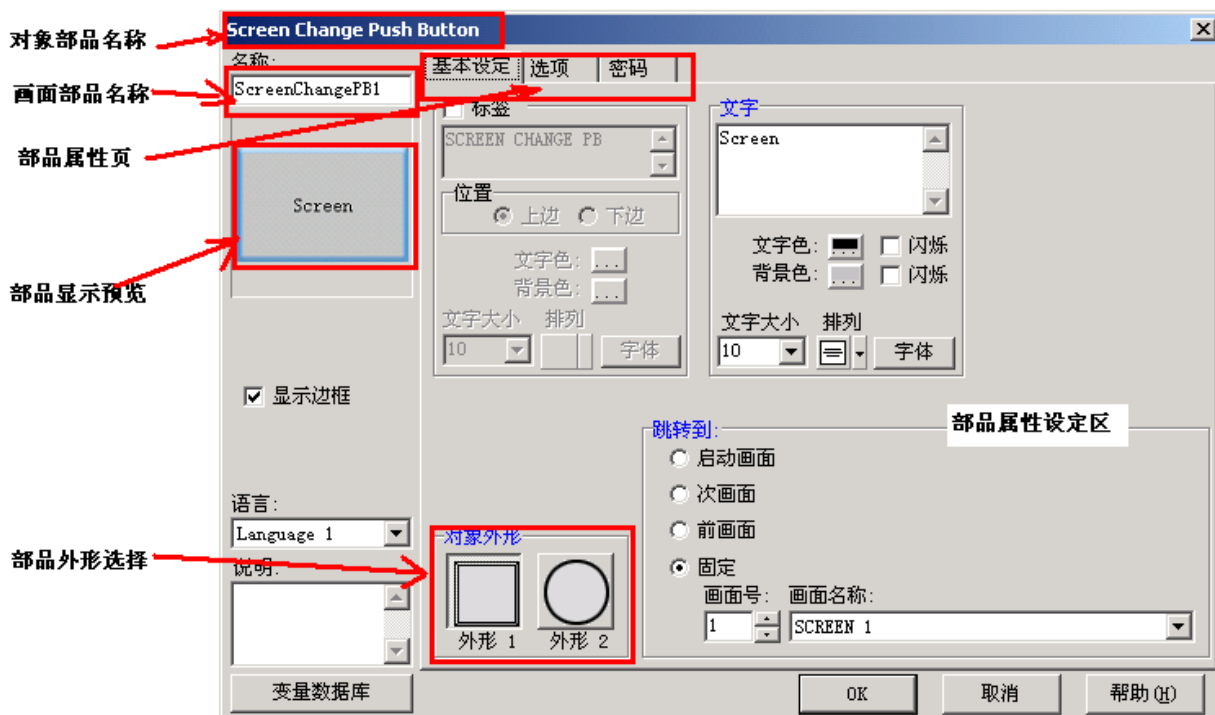 对象部品名称
Screen Change Push Button
名称:
画面部品名称
ScreenChangePB1
部品属性页
基本设定
选项
密码
部品显示预览
Screen
标签
SCREEN CHANGE PB
位置
上边
下边
文字色: ...
背景色: ...
文字大小
排列
10
字体
文字
Screen
文字色: ...
闪烁
背景色: ...
闪烁
文字大小
排列
10
字体
显示边框
部品属性设定区
跳转到:
启动画面
次画面
前画面
固定
画面号:
画面名称:
1
SCREEN 1
语言:
Language 1
部品外形选择
说明:
对象外形
外形 1
外形 2
变量数据库
OK
取消
帮助(H)